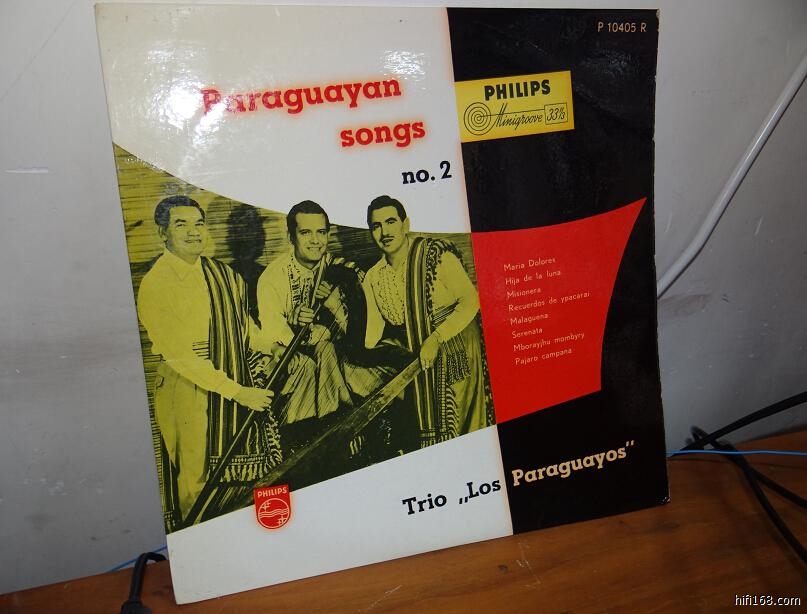 P 10405 R
Paraguayan
songs
no. 2
PHILIPS
Minigroove 33⅓
Maria Dolores
Hija de la luna
Misionera
Recuerdos de ypacarai
Malaguena
Serenata
Mborayjhu mombyry
Pajaro campana
PHILIPS
Trio „Los Paraguayos"
hifi168.com